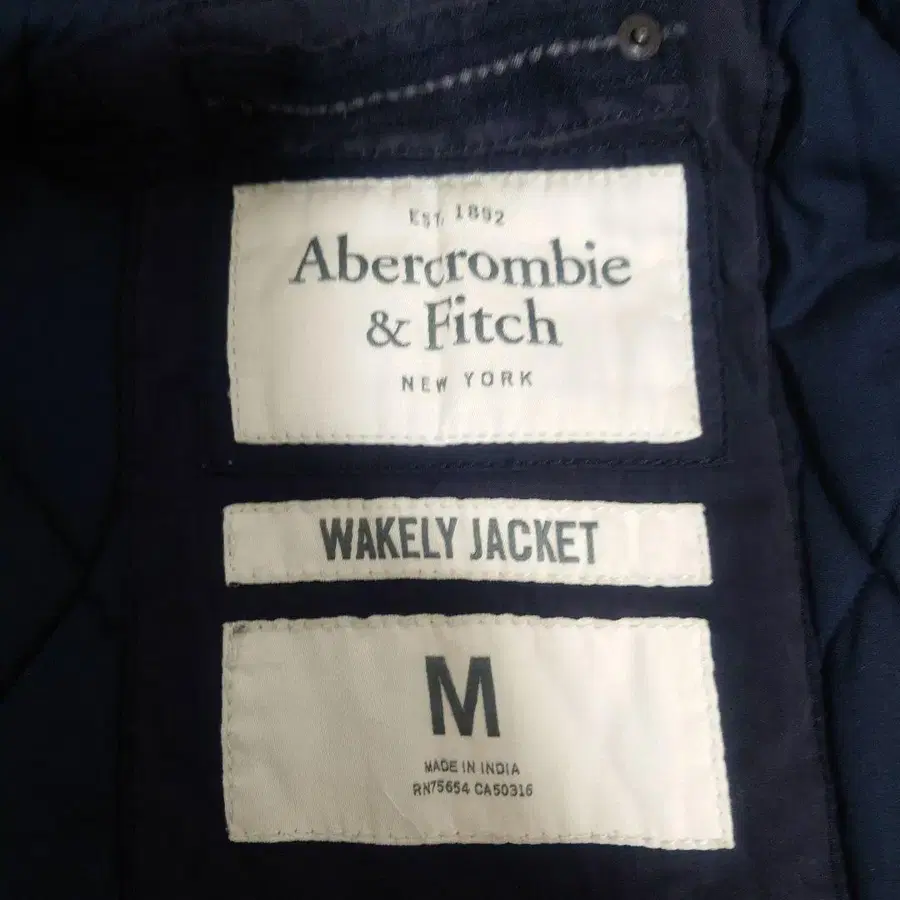 EST. 1892
Abercrombie
& Fitch
NEW YORK
WAKELY JACKET
M
MADE IN INDIA
RN75654 CA50316